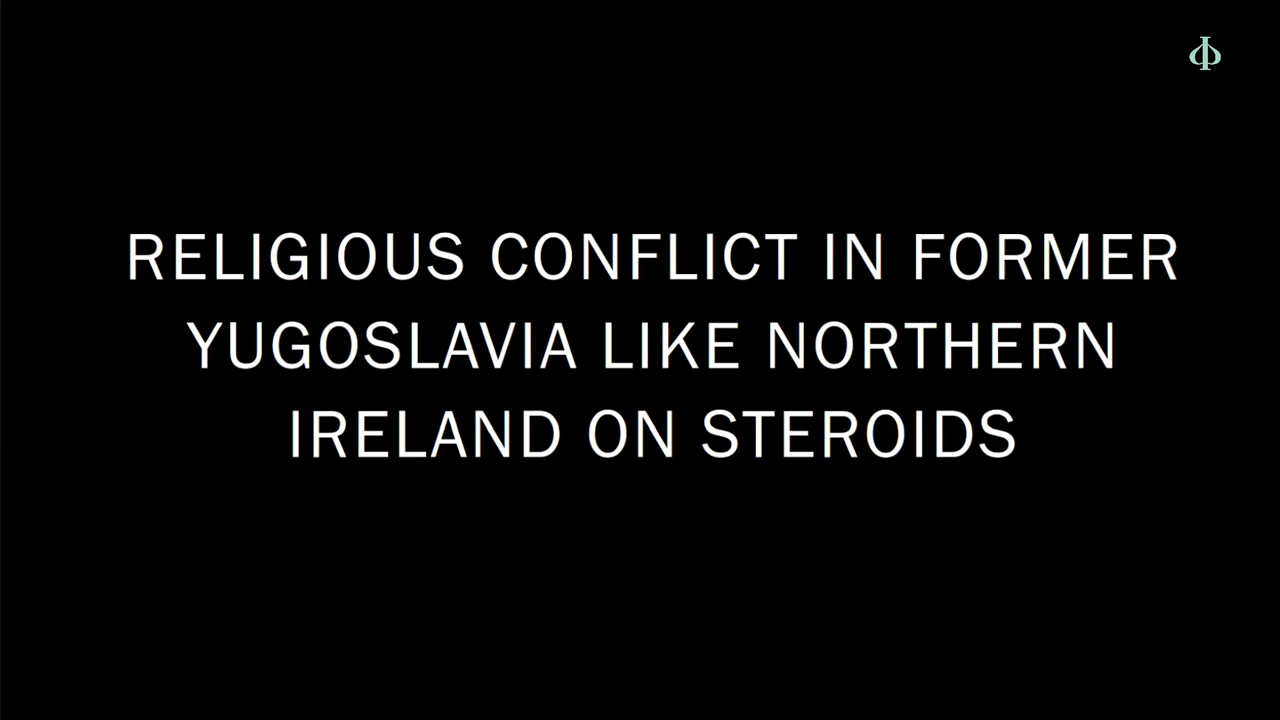 Φ
RELIGIOUS CONFLICT IN FORMER
YUGOSLAVIA LIKE NORTHERN
IRELAND ON STEROIDS